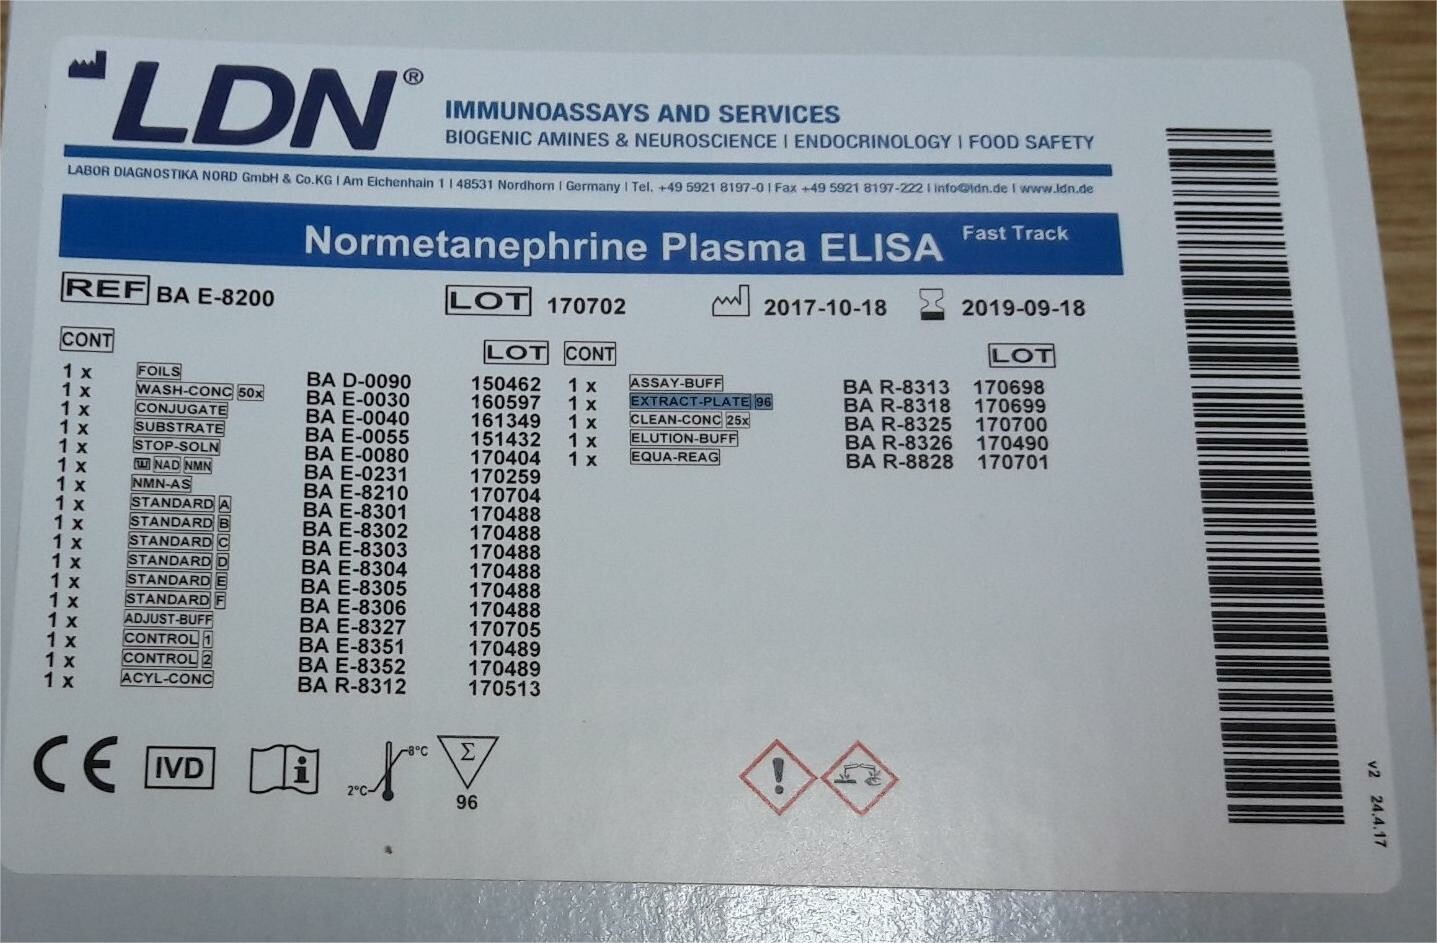 LDN®
IMMUNOASSAYS AND SERVICES
BIOGENIC AMINES & NEUROSCIENCE | ENDOCRINOLOGY | FOOD SAFETY
LABOR DIAGNOSTIKA NORD GmbH & Co.KG | Am Eichenhain 1 | 48531 Nordhorn | Germany | Tel. +49 5921 8197-0 | Fax +49 5921 8197-222 | info@ldn.de | www.ldn.de
Normetanephrine Plasma ELISA Fast Track
REF BA E-8200 LOT 170702 2017-10-18 2019-09-18
CONT LOT
1 x FOILS BA D-0090 150462
1 x WASH-CONC 50x BA E-0030 160597
1 x CONJUGATE BA E-0040 161349
1 x SUBSTRATE BA E-0055 151432
1 x STOP-SOLN BA E-0080 170404
1 x NAD NMN BA E-0231 170259
1 x NMN-AS BA E-8210 170704
1 x STANDARD A BA E-8301 170488
1 x STANDARD B BA E-8302 170488
1 x STANDARD C BA E-8303 170488
1 x STANDARD D BA E-8304 170488
1 x STANDARD E BA E-8305 170488
1 x STANDARD F BA E-8306 170488
1 x ADJUST-BUFF BA E-8327 170705
1 x CONTROL 1 BA E-8351 170489
1 x CONTROL 2 BA E-8352 170489
1 x ACYL-CONC BA R-8312 170513
CONT LOT
1 x ASSAY-BUFF BA R-8313 170698
1 x EXTRACT-PLATE 96 BA R-8318 170699
1 x CLEAN-CONC 25x BA R-8325 170700
1 x ELUTION-BUFF BA R-8326 170490
1 x EQUA-REAG BA R-8828 170701
CE IVD i 2°C 8°C Σ
96
v2 24.4.17